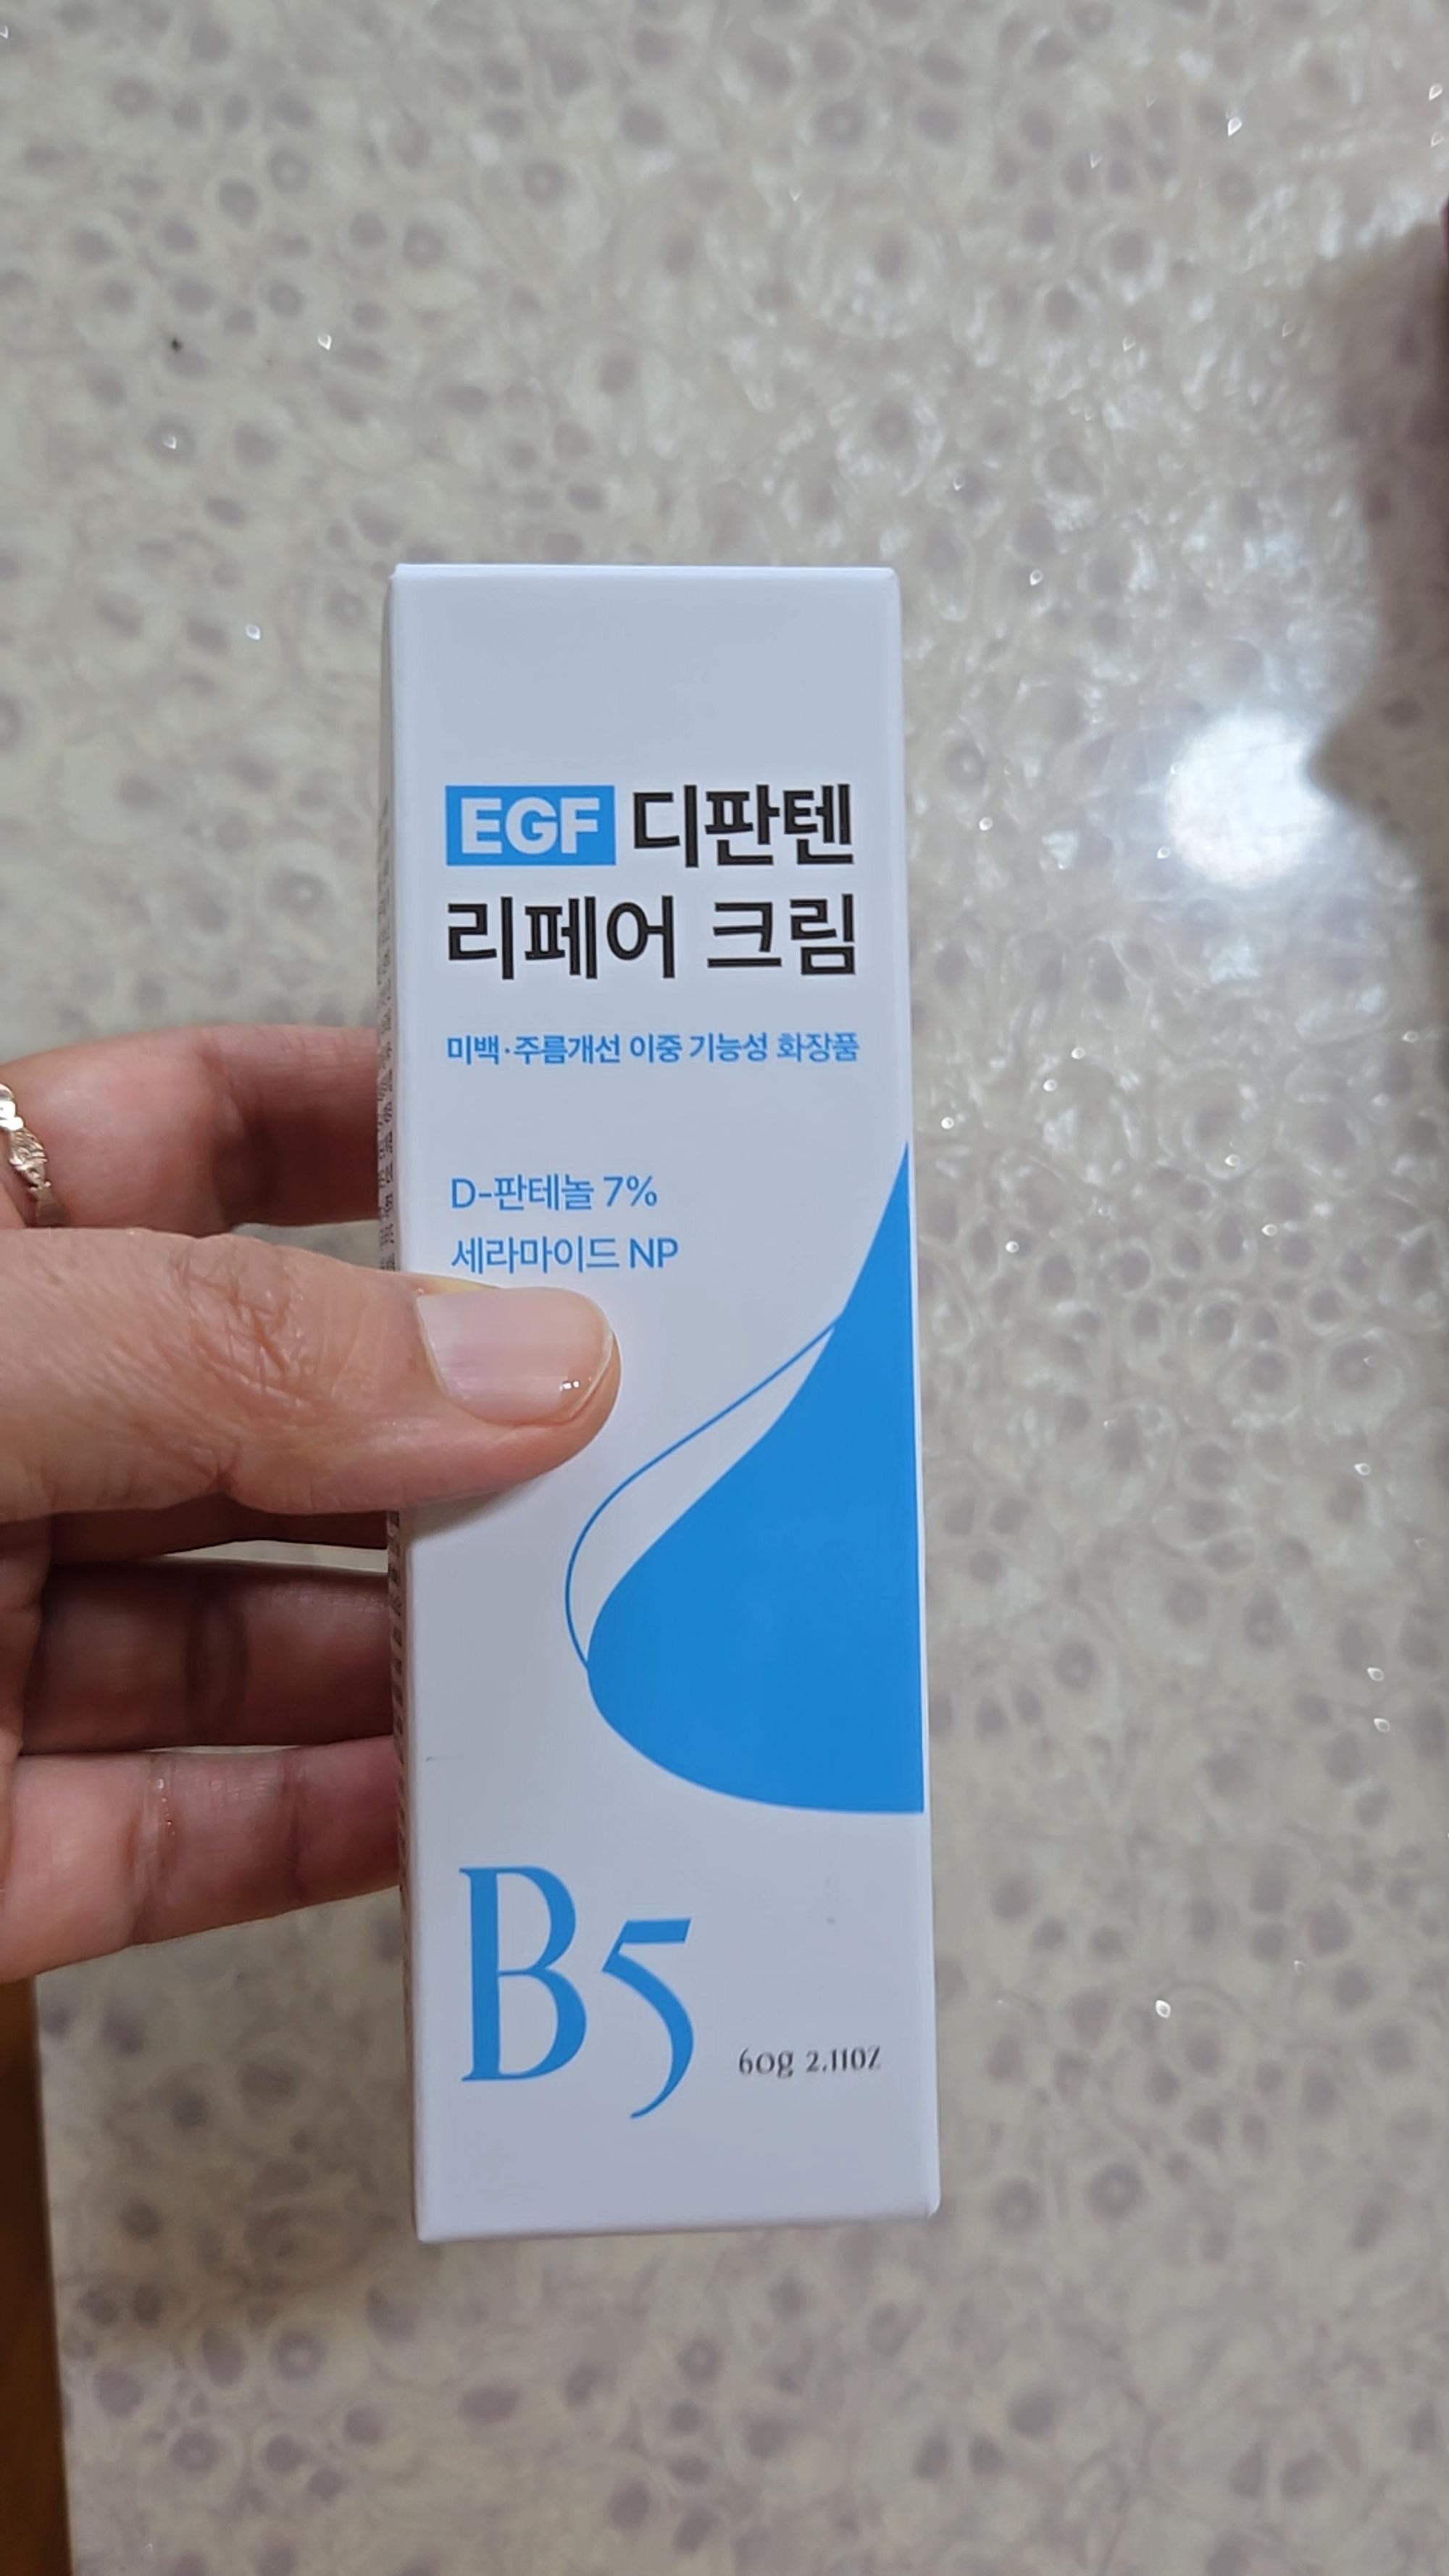 EGF 디판텐
리페어 크림
미백·주름개선 이중 기능성 화장품
D-판테놀 7%
세라마이드 NP
B5
60g 2.11OZ